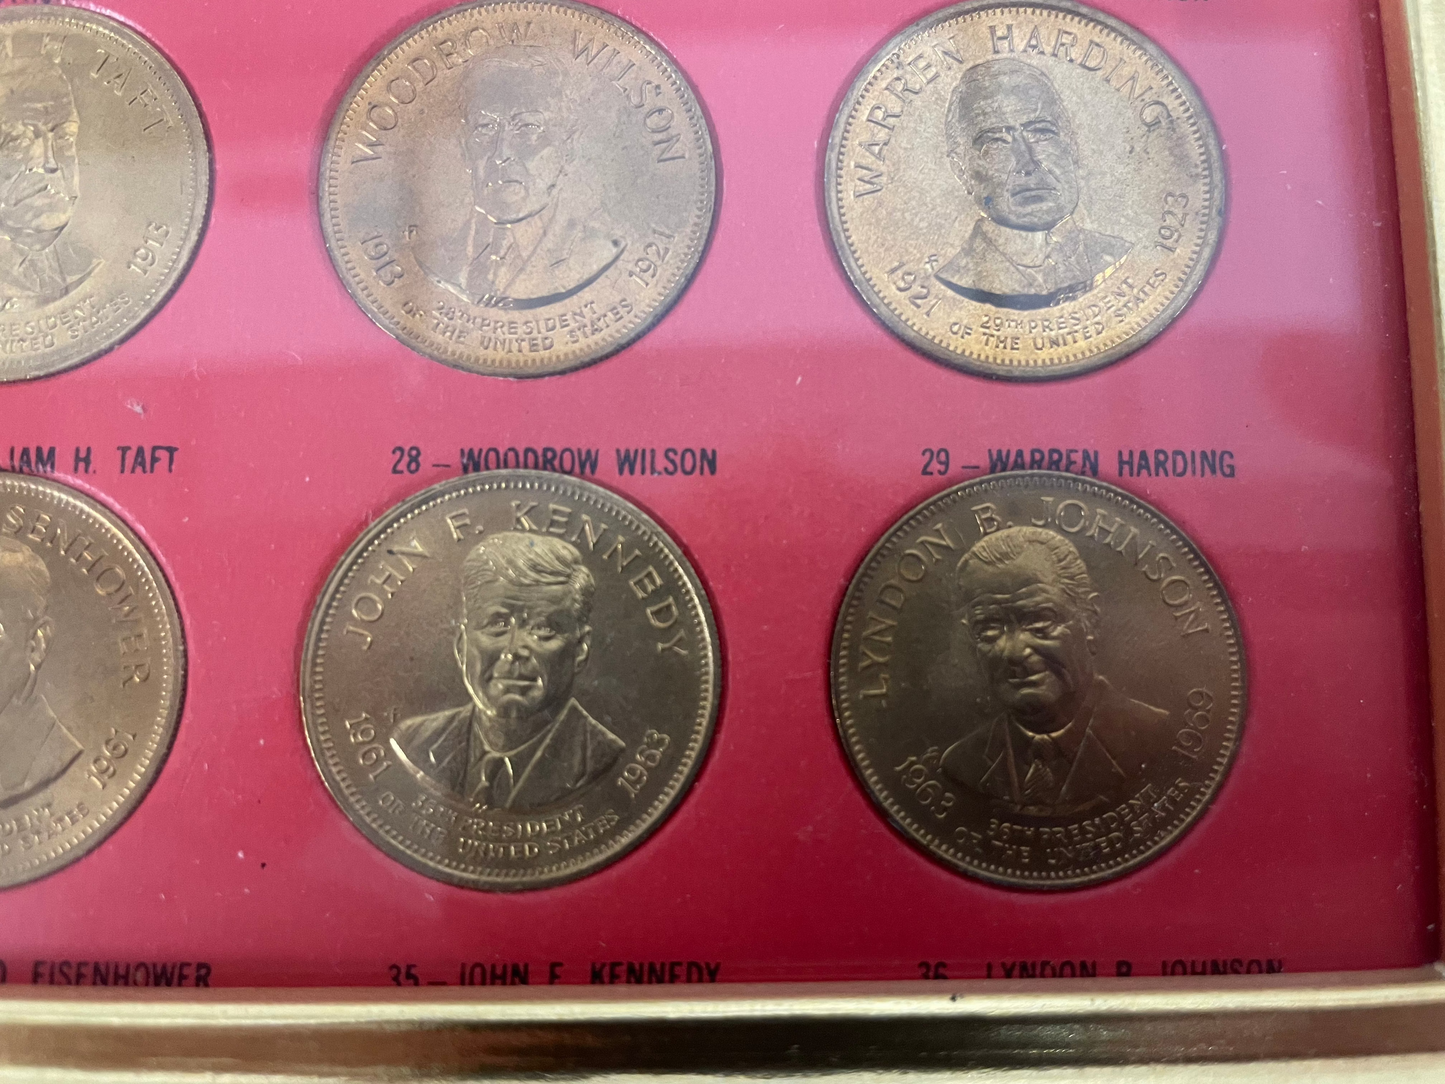 H. TAFT
1913
PRESIDENT
UNITED STATES
WOODROW WILSON
1913 1921
28TH PRESIDENT
OF THE UNITED STATES
WARREN HARDING
1921 1923
29TH PRESIDENT
OF THE UNITED STATES
IAM H. TAFT
28 – WOODROW WILSON
29 – WARREN HARDING
SENHOWER
1961
DENT
D STATES
JOHN F. KENNEDY
1961 1963
35TH PRESIDENT
OF THE UNITED STATES
LYNDON B. JOHNSON
1963 1969
36TH PRESIDENT
OF THE UNITED STATES
D. EISENHOWER
35 – JOHN F. KENNEDY
36 – LYNDON B. JOHNSON